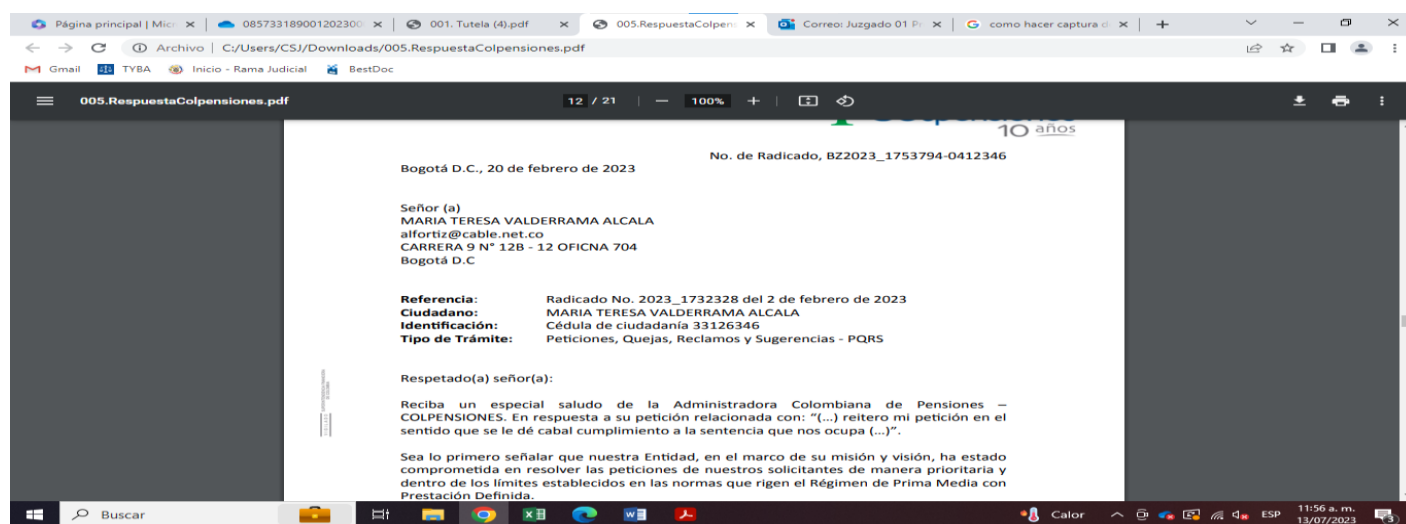 Página principal | Micr
085733189001202300
001. Tutela (4).pdf
005.RespuestaColpens
Correo: Juzgado 01 Pr
como hacer captura d
Archivo | C:/Users/CSJ/Downloads/005.RespuestaColpensiones.pdf
Gmail TYBA Inicio - Rama Judicial BestDoc
005.RespuestaColpensiones.pdf 12 / 21 | — 100% +
10 años
No. de Radicado, BZ2023_1753794-0412346
Bogotá D.C., 20 de febrero de 2023
Señor (a)
MARIA TERESA VALDERRAMA ALCALA
alfortiz@cable.net.co
CARRERA 9 N° 12B - 12 OFICNA 704
Bogotá D.C
Referencia: Radicado No. 2023_1732328 del 2 de febrero de 2023
Ciudadano: MARIA TERESA VALDERRAMA ALCALA
Identificación: Cédula de ciudadanía 33126346
Tipo de Trámite: Peticiones, Quejas, Reclamos y Sugerencias - PQRS
Respetado(a) señor(a):
Reciba un especial saludo de la Administradora Colombiana de Pensiones –
COLPENSIONES. En respuesta a su petición relacionada con: “(...) reitero mi petición en el
sentido que se le dé cabal cumplimiento a la sentencia que nos ocupa (...)”.
Sea lo primero señalar que nuestra Entidad, en el marco de su misión y visión, ha estado
comprometida en resolver las peticiones de nuestros solicitantes de manera prioritaria y
dentro de los límites establecidos en las normas que rigen el Régimen de Prima Media con
Prestación Definida.
Buscar
Calor
ESP
11:56 a. m.
13/07/2023